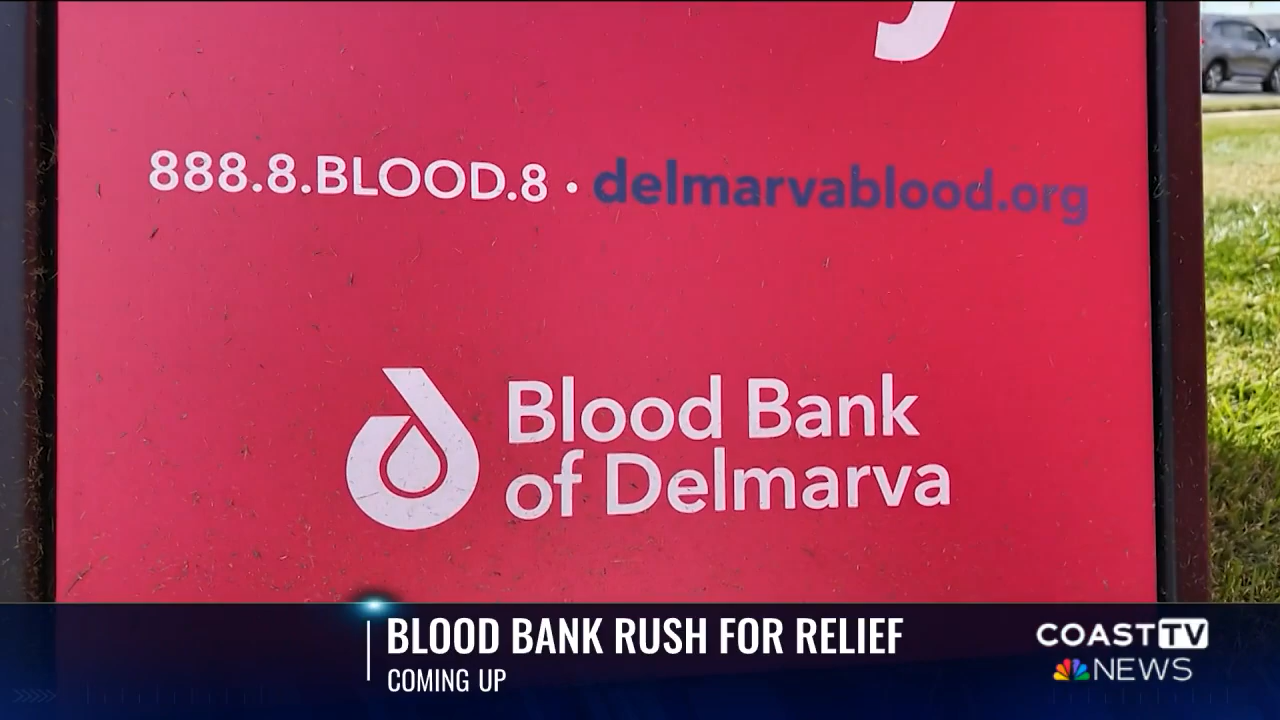 888.8.BLOOD.8 · delmarvablood.org
Blood Bank
of Delmarva
BLOOD BANK RUSH FOR RELIEF
COMING UP
COAST TV
NEWS